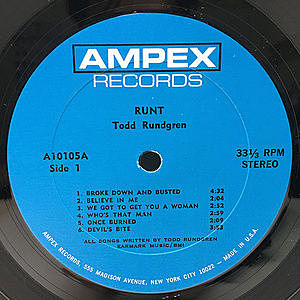 AMPEX
RECORDS
RUNT
Todd Rundgren
A10105A
Side 1
33⅓ RPM
STEREO
1. BROKE DOWN AND BUSTED 4:32
2. BELIEVE IN ME 2:04
3. WE GOT TO GET YOU A WOMAN 2:52
4. WHO'S THAT MAN 2:59
5. ONCE BURNED 2:09
6. DEVIL'S BITE 2:53
ALL SONGS WRITTEN BY TODD RUNDGREN
EARMARK MUSIC/BMI
AMPEX RECORDS, 555 MADISON AVENUE, NEW YORK CITY 10022 - MADE IN U.S.A.